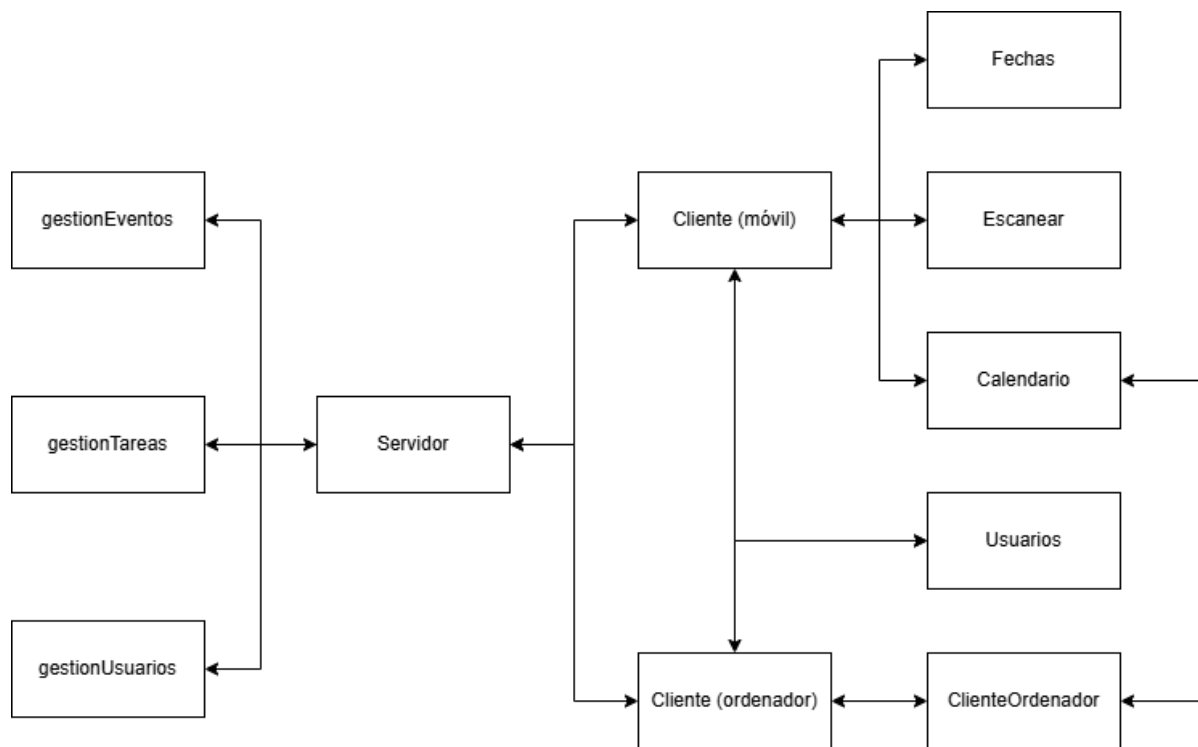 Fechas
gestionEventos
Cliente (móvil)
Escanear
Calendario
gestionTareas
Servidor
Usuarios
gestionUsuarios
Cliente (ordenador)
ClienteOrdenador